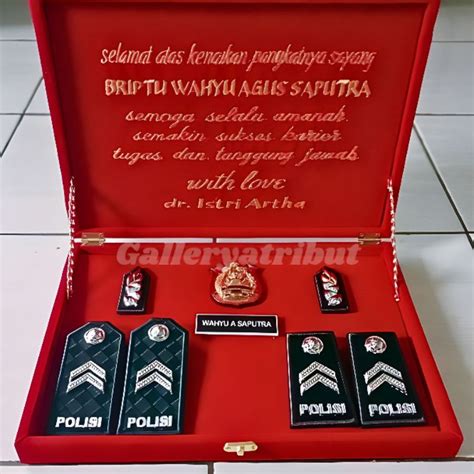 selamat atas kenaikan pangkatnya sayang
BRIPTU WAHYU AGUS SAPUTRA
semoga selalu amanah
semakin sukses karier
tugas dan tanggung jawab
with love
dr. Istri Artha
Galleryatribut
WAHYU A SAPUTRA
POLISI POLISI POLISI POLISI